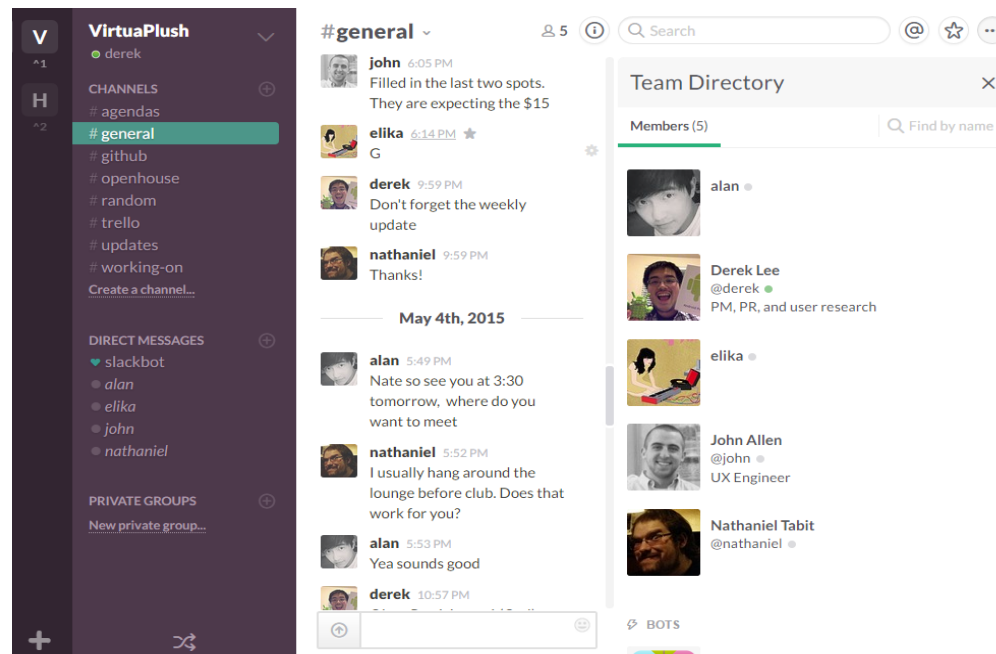 V
^1
H
^2
VirtuaPlush
derek
CHANNELS
# agendas
# general
# github
# openhouse
# random
# trello
# updates
# working-on
Create a channel...
DIRECT MESSAGES
slackbot
alan
elika
john
nathaniel
PRIVATE GROUPS
New private group...
#general
5
Search
john 6:05 PM
Filled in the last two spots.
They are expecting the $15
elika 6:14 PM
G
derek 9:59 PM
Don't forget the weekly
update
nathaniel 9:59 PM
Thanks!
May 4th, 2015
alan 5:49 PM
Nate so see you at 3:30
tomorrow, where do you
want to meet
nathaniel 5:52 PM
I usually hang around the
lounge before club. Does that
work for you?
alan 5:53 PM
Yea sounds good
derek 10:57 PM
Team Directory
Members (5)
Find by name
alan
Derek Lee
@derek
PM, PR, and user research
elika
John Allen
@john
UX Engineer
Nathaniel Tabit
@nathaniel
BOTS